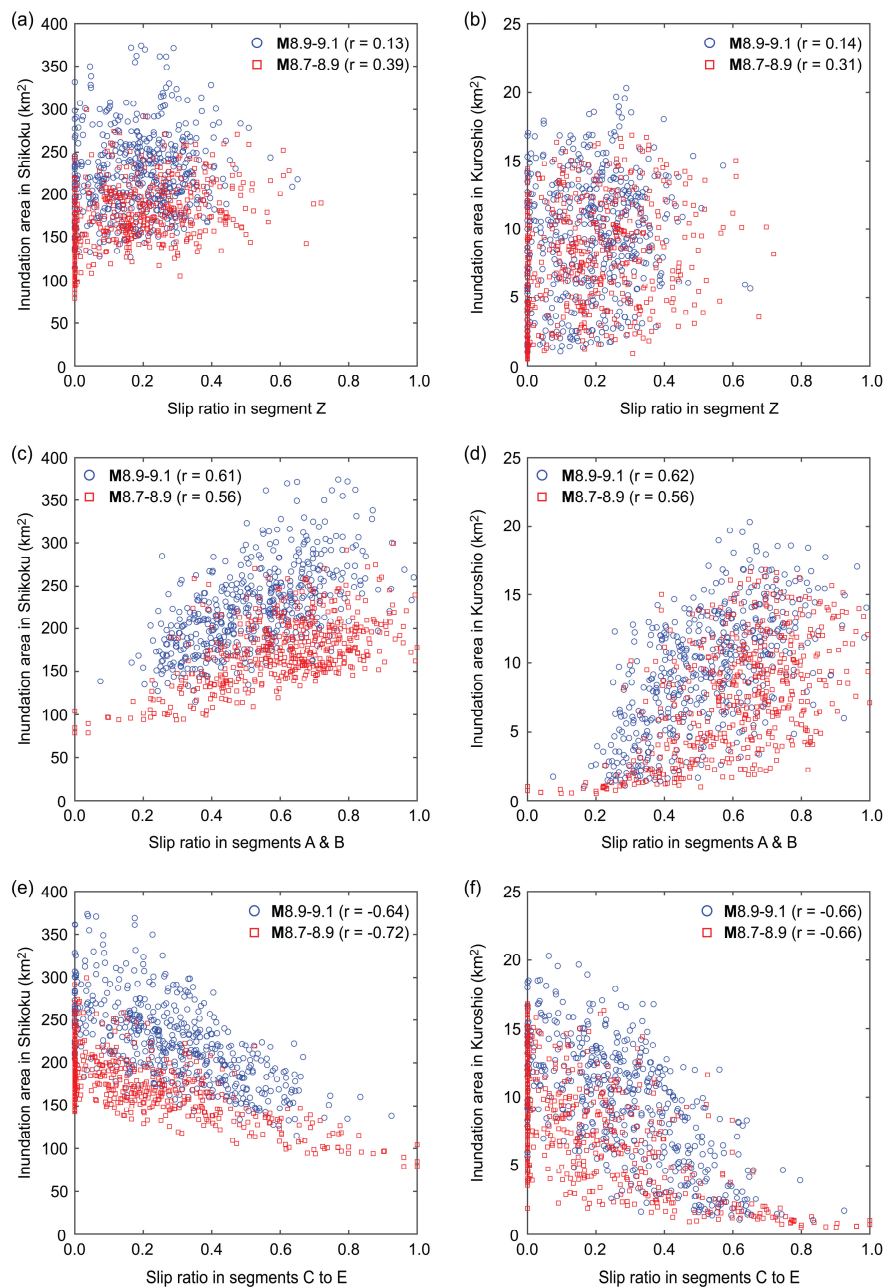 (a)
400
350
300
250
200
150
100
50
0
Inundation area in Shikoku (km²)
M8.9-9.1 (r = 0.13)
M8.7-8.9 (r = 0.39)
0.0 0.2 0.4 0.6 0.8 1.0
Slip ratio in segment Z
(b)
25
20
15
10
5
0
Inundation area in Kuroshio (km²)
M8.9-9.1 (r = 0.14)
M8.7-8.9 (r = 0.31)
0.0 0.2 0.4 0.6 0.8 1.0
Slip ratio in segment Z
(c)
400
350
300
250
200
150
100
50
0
Inundation area in Shikoku (km²)
M8.9-9.1 (r = 0.61)
M8.7-8.9 (r = 0.56)
0.0 0.2 0.4 0.6 0.8 1.0
Slip ratio in segments A & B
(d)
25
20
15
10
5
0
Inundation area in Kuroshio (km²)
M8.9-9.1 (r = 0.62)
M8.7-8.9 (r = 0.56)
0.0 0.2 0.4 0.6 0.8 1.0
Slip ratio in segments A & B
(e)
400
350
300
250
200
150
100
50
0
Inundation area in Shikoku (km²)
M8.9-9.1 (r = -0.64)
M8.7-8.9 (r = -0.72)
0.0 0.2 0.4 0.6 0.8 1.0
Slip ratio in segments C to E
(f)
25
20
15
10
5
0
Inundation area in Kuroshio (km²)
M8.9-9.1 (r = -0.66)
M8.7-8.9 (r = -0.66)
0.0 0.2 0.4 0.6 0.8 1.0
Slip ratio in segments C to E